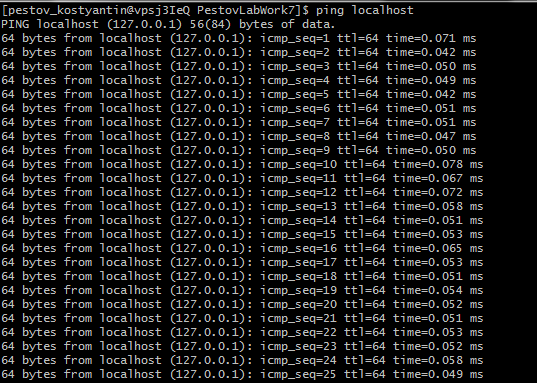 [pestov_kostyantin@vpsj3IeQ PestovLabWork7]$ ping localhost
PING localhost (127.0.0.1) 56(84) bytes of data.
64 bytes from localhost (127.0.0.1): icmp_seq=1 ttl=64 time=0.071 ms
64 bytes from localhost (127.0.0.1): icmp_seq=2 ttl=64 time=0.042 ms
64 bytes from localhost (127.0.0.1): icmp_seq=3 ttl=64 time=0.050 ms
64 bytes from localhost (127.0.0.1): icmp_seq=4 ttl=64 time=0.049 ms
64 bytes from localhost (127.0.0.1): icmp_seq=5 ttl=64 time=0.042 ms
64 bytes from localhost (127.0.0.1): icmp_seq=6 ttl=64 time=0.051 ms
64 bytes from localhost (127.0.0.1): icmp_seq=7 ttl=64 time=0.051 ms
64 bytes from localhost (127.0.0.1): icmp_seq=8 ttl=64 time=0.047 ms
64 bytes from localhost (127.0.0.1): icmp_seq=9 ttl=64 time=0.050 ms
64 bytes from localhost (127.0.0.1): icmp_seq=10 ttl=64 time=0.078 ms
64 bytes from localhost (127.0.0.1): icmp_seq=11 ttl=64 time=0.067 ms
64 bytes from localhost (127.0.0.1): icmp_seq=12 ttl=64 time=0.072 ms
64 bytes from localhost (127.0.0.1): icmp_seq=13 ttl=64 time=0.058 ms
64 bytes from localhost (127.0.0.1): icmp_seq=14 ttl=64 time=0.051 ms
64 bytes from localhost (127.0.0.1): icmp_seq=15 ttl=64 time=0.053 ms
64 bytes from localhost (127.0.0.1): icmp_seq=16 ttl=64 time=0.065 ms
64 bytes from localhost (127.0.0.1): icmp_seq=17 ttl=64 time=0.053 ms
64 bytes from localhost (127.0.0.1): icmp_seq=18 ttl=64 time=0.051 ms
64 bytes from localhost (127.0.0.1): icmp_seq=19 ttl=64 time=0.054 ms
64 bytes from localhost (127.0.0.1): icmp_seq=20 ttl=64 time=0.052 ms
64 bytes from localhost (127.0.0.1): icmp_seq=21 ttl=64 time=0.051 ms
64 bytes from localhost (127.0.0.1): icmp_seq=22 ttl=64 time=0.053 ms
64 bytes from localhost (127.0.0.1): icmp_seq=23 ttl=64 time=0.052 ms
64 bytes from localhost (127.0.0.1): icmp_seq=24 ttl=64 time=0.058 ms
64 bytes from localhost (127.0.0.1): icmp_seq=25 ttl=64 time=0.049 ms